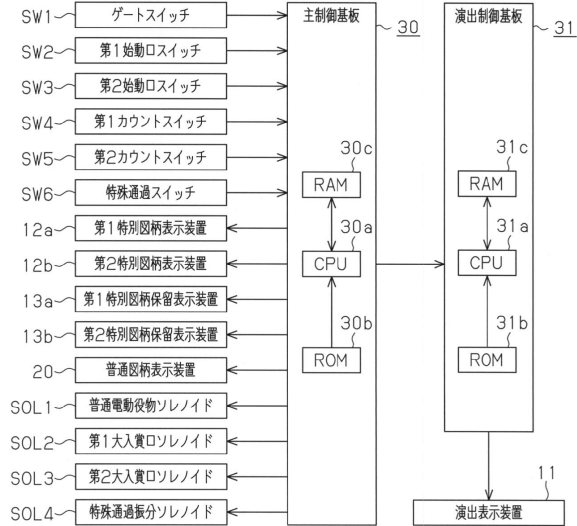 SW1 ゲートスイッチ
SW2 第1始動口スイッチ
SW3 第2始動口スイッチ
SW4 第1カウントスイッチ
SW5 第2カウントスイッチ
SW6 特殊通過スイッチ
12a 第1特別図柄表示装置
12b 第2特別図柄表示装置
13a 第1特別図柄保留表示装置
13b 第2特別図柄保留表示装置
20 普通図柄表示装置
SOL1 普通電動役物ソレノイド
SOL2 第1大入賞口ソレノイド
SOL3 第2大入賞口ソレノイド
SOL4 特殊通過振分ソレノイド
主制御基板 30
30c
RAM
30a
CPU
30b
ROM
演出制御基板 31
31c
RAM
31a
CPU
31b
ROM
11
演出表示装置